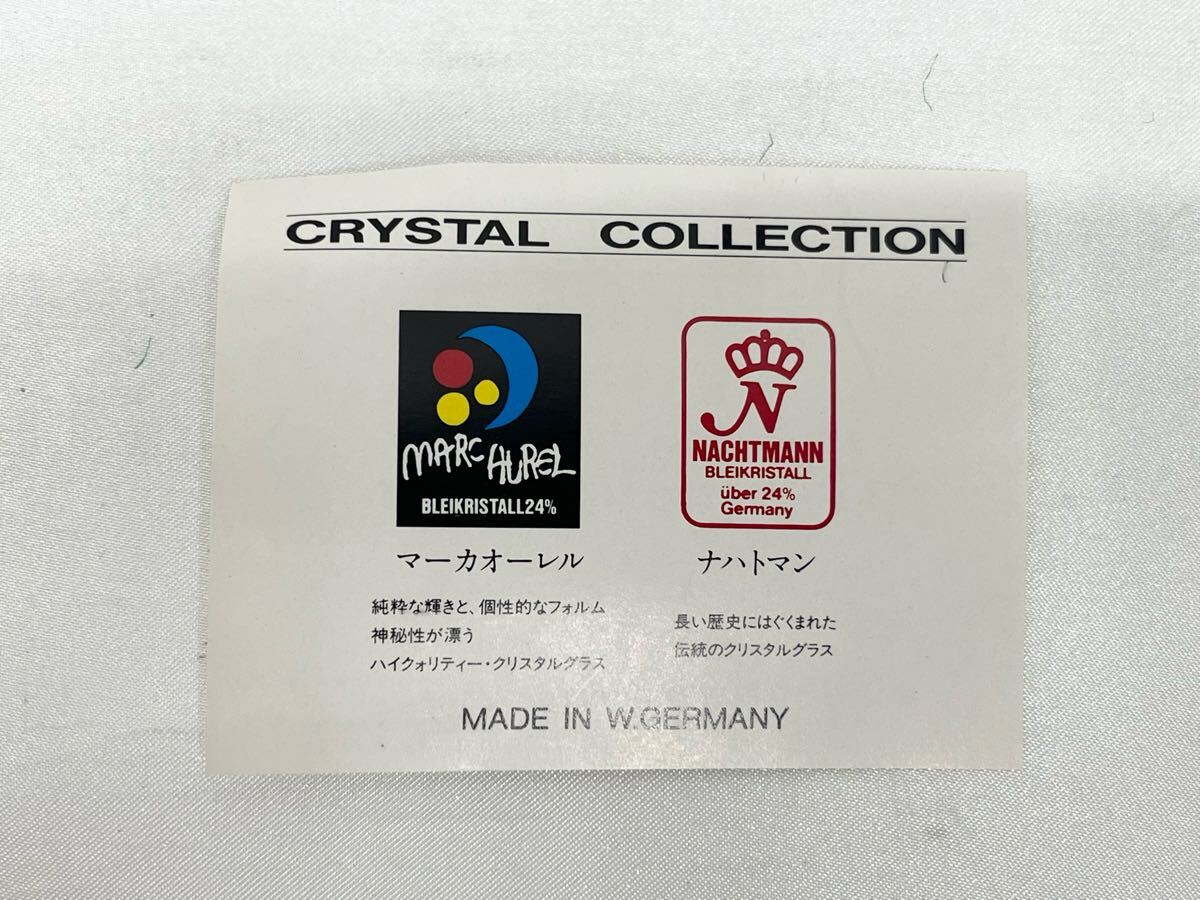 CRYSTAL COLLECTION
MARC AUREL
BLEIKRISTALL24%
マーカオーレル
純粋な輝きと、個性的なフォルム
神秘性が漂う
ハイクォリティー・クリスタルグラス
N
NACHTMANN
BLEIKRISTALL
über 24%
Germany
ナハトマン
長い歴史にはぐくまれた
伝統のクリスタルグラス
MADE IN W.GERMANY